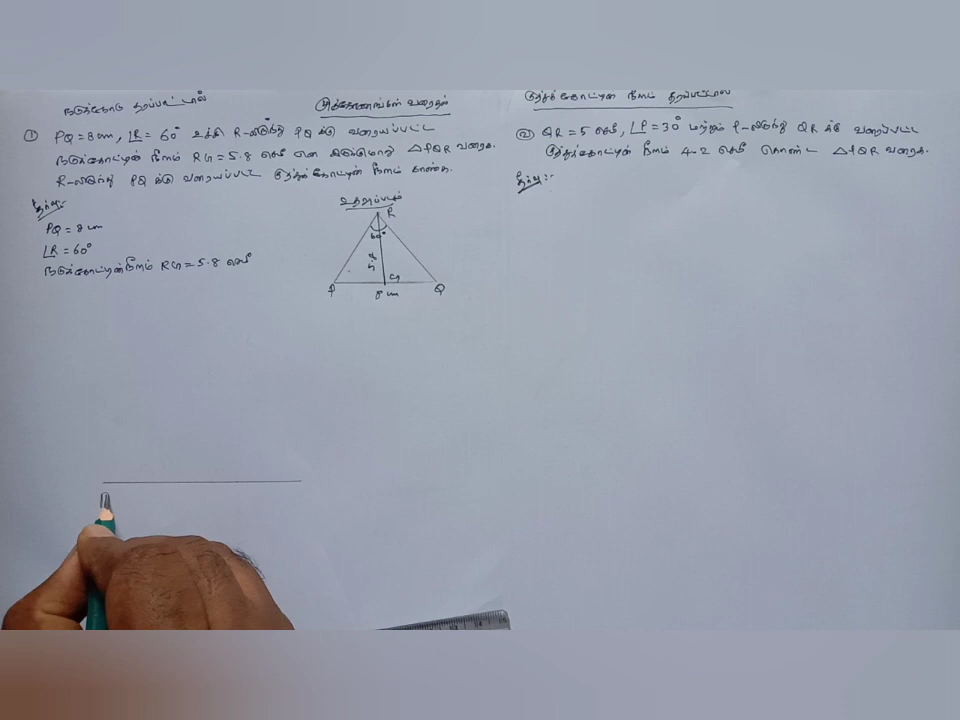 நடுக்கோடு தரப்பட்டால்
முக்கோணங்கள் வரைதல்
① PQ = 8 cm, ∠R = 60° உச்சி R-லிருந்து PQ க்கு வரையப்பட்ட
நடுக்கோட்டின் நீளம் RG = 5.8 செமீ என இருக்குமாறு △PQR வரைக.
R-லிருந்து PQ க்கு வரையப்பட்ட குத்துக் கோட்டின் நீளம் காண்க.
தீர்வு:-
PQ = 8 cm
∠R = 60°
நடுக்கோட்டின் நீளம் RG = 5.8 செமீ
உதவிப்படம்
R
60°
5.8
G
P
8 cm
Q
குத்துக் கோட்டின் நீளம் தரப்பட்டால்
② QR = 5 செமீ, ∠P = 30° மற்றும் P-லிருந்து QR க்கு வரைப்பட்ட
குத்துக்கோட்டின் நீளம் 4.2 செமீ கொண்ட △PQR வரைக.
தீர்வு:-